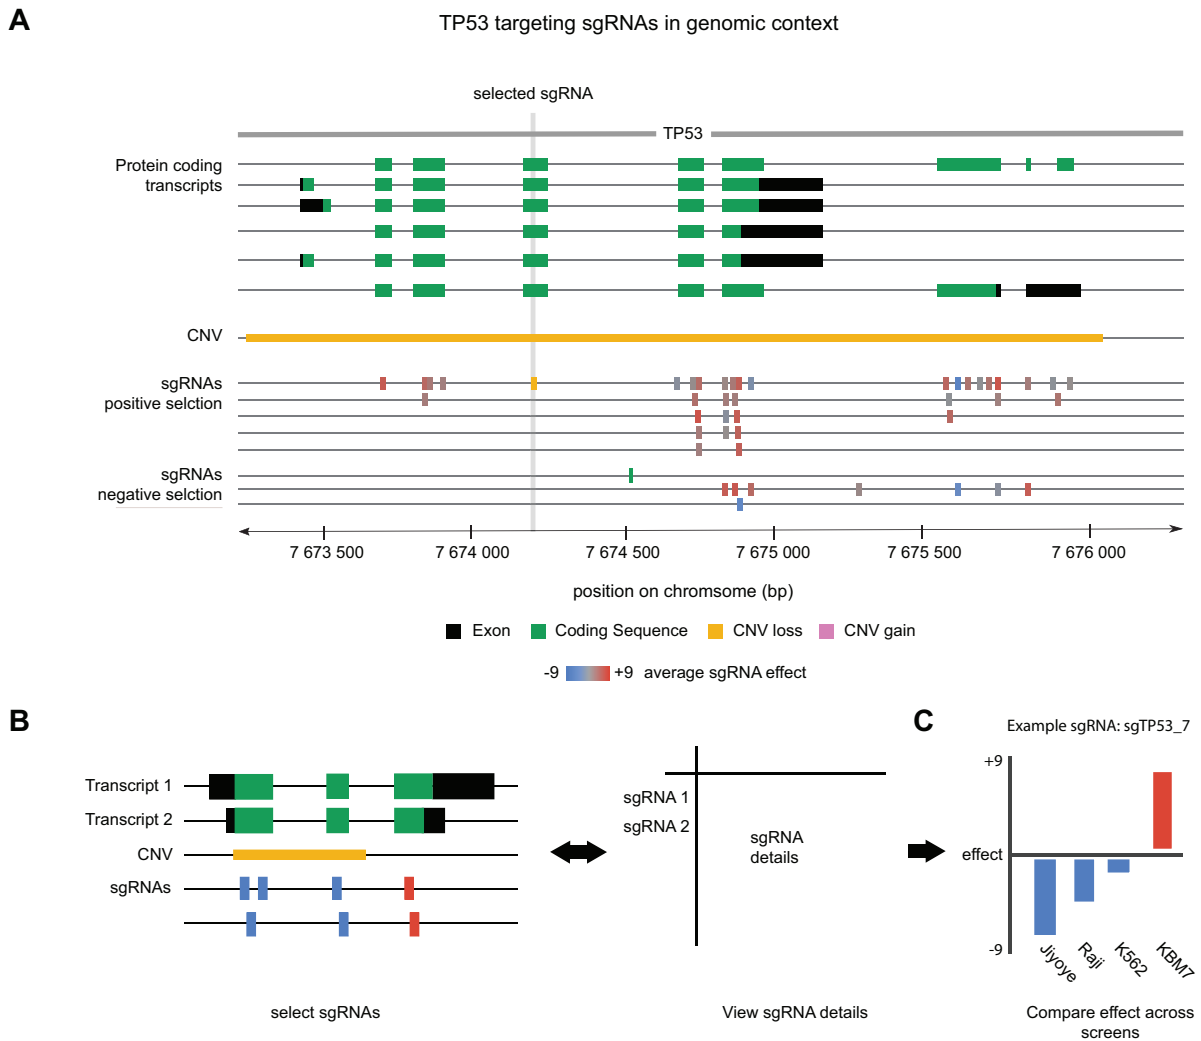 A
TP53 targeting sgRNAs in genomic context
selected sgRNA
TP53
Protein coding
transcripts
CNV
sgRNAs
positive selction
sgRNAs
negative selction
7 673 500
7 674 000
7 674 500
7 675 000
7 675 500
7 676 000
position on chromsome (bp)
Exon
Coding Sequence
CNV loss
CNV gain
-9
+9
average sgRNA effect
B
Transcript 1
Transcript 2
CNV
sgRNAs
select sgRNAs
sgRNA 1
sgRNA 2
sgRNA
details
View sgRNA details
C
Example sgRNA: sgTP53_7
+9
effect
-9
Jiyoye
Raji
K562
KBM7
Compare effect across
screens